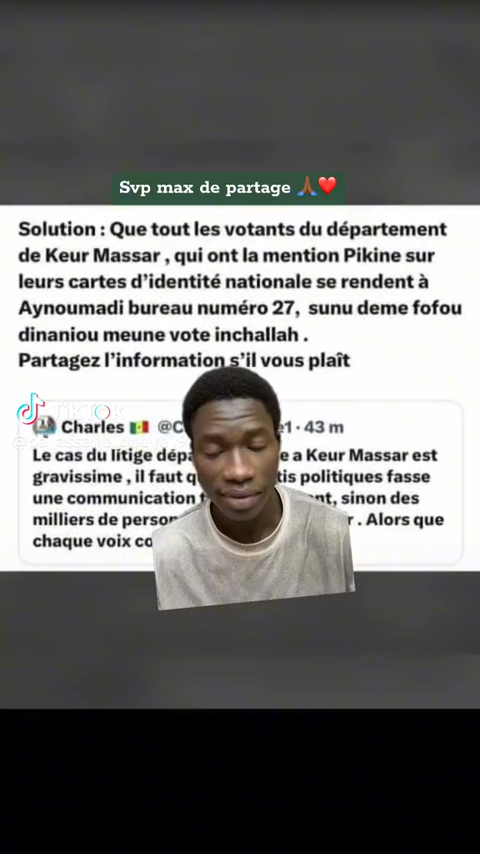 Svp max de partage 🙏🏾❤️
Solution : Que tout les votants du département
de Keur Massar , qui ont la mention Pikine sur
leurs cartes d’identité nationale se rendent à
Aynoumadi bureau numéro 27, sunu deme fofou
dinaniou meune vote inchallah .
Partagez l’information s’il vous plaît
TikTok
Charles 🇸🇳 · 43 m
Le cas du litige a Keur Massar est
gravissime , il faut politiques fasse
une communication sinon des
milliers de . Alors que
chaque voix